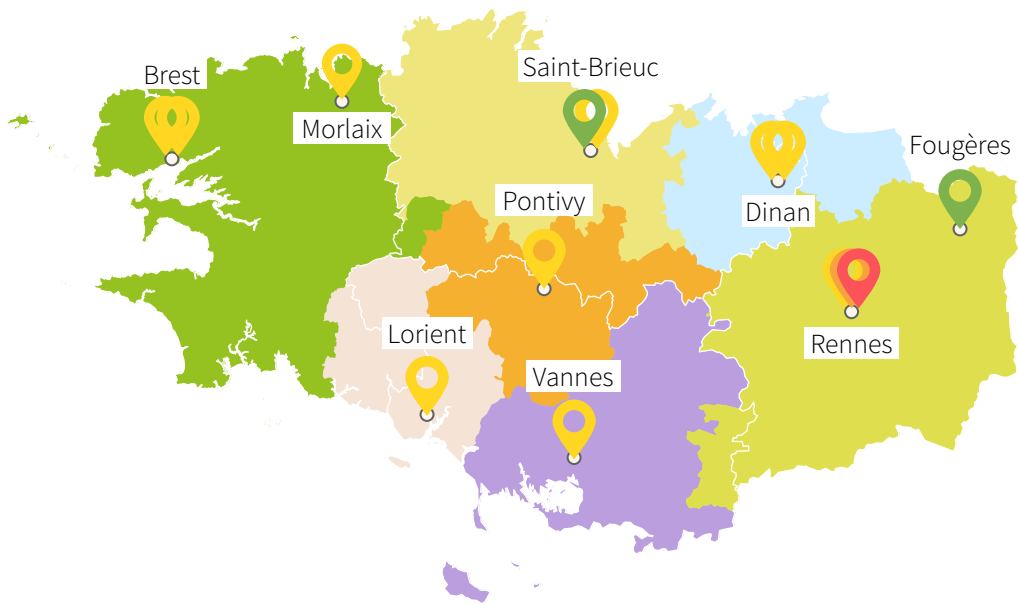 Saint-Brieuc
Brest
Morlaix
Fougères
Pontivy
Dinan
Lorient
Rennes
Vannes